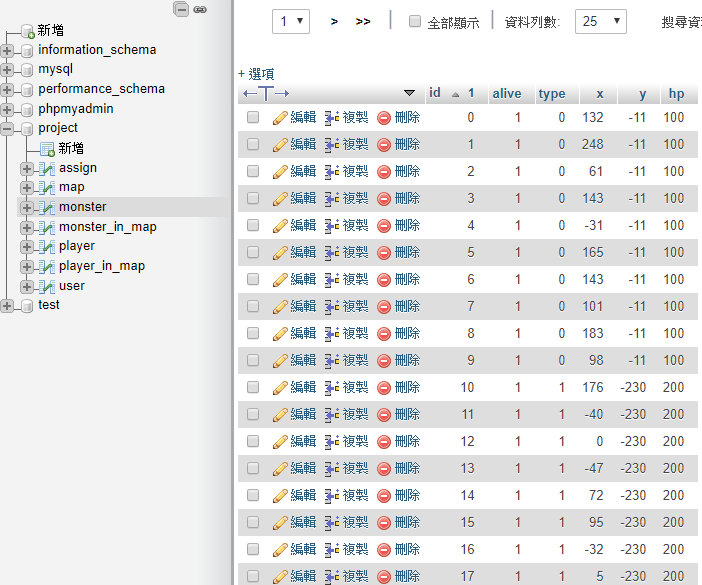 新增
information_schema
mysql
performance_schema
phpmyadmin
project
新增
assign
map
monster
monster_in_map
player
player_in_map
user
test
1 > >> 全部顯示 資料列數: 25 搜尋資
+ 選項
id 1 alive type x y hp
編輯 複製 刪除 0 1 0 132 -11 100
編輯 複製 刪除 1 1 0 248 -11 100
編輯 複製 刪除 2 1 0 61 -11 100
編輯 複製 刪除 3 1 0 143 -11 100
編輯 複製 刪除 4 1 0 -31 -11 100
編輯 複製 刪除 5 1 0 165 -11 100
編輯 複製 刪除 6 1 0 143 -11 100
編輯 複製 刪除 7 1 0 101 -11 100
編輯 複製 刪除 8 1 0 183 -11 100
編輯 複製 刪除 9 1 0 98 -11 100
編輯 複製 刪除 10 1 1 176 -230 200
編輯 複製 刪除 11 1 1 -40 -230 200
編輯 複製 刪除 12 1 1 0 -230 200
編輯 複製 刪除 13 1 1 -47 -230 200
編輯 複製 刪除 14 1 1 72 -230 200
編輯 複製 刪除 15 1 1 95 -230 200
編輯 複製 刪除 16 1 1 -32 -230 200
編輯 複製 刪除 17 1 1 5 -230 200